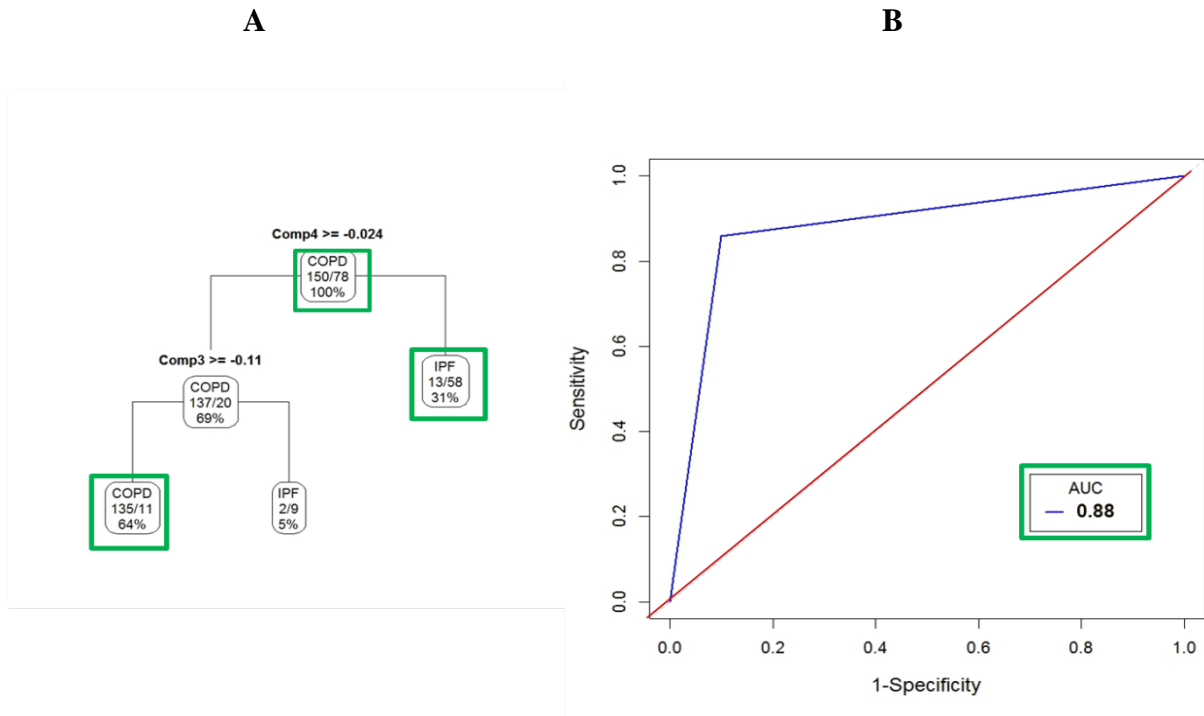 A
B
Comp4 >= -0.024
COPD
150/78
100%
Comp3 >= -0.11
COPD
137/20
69%
IPF
13/58
31%
COPD
135/11
64%
IPF
2/9
5%
Sensitivity
1.0
0.8
0.6
0.4
0.2
0.0
AUC
0.88
0.0 0.2 0.4 0.6 0.8 1.0
1-Specificity